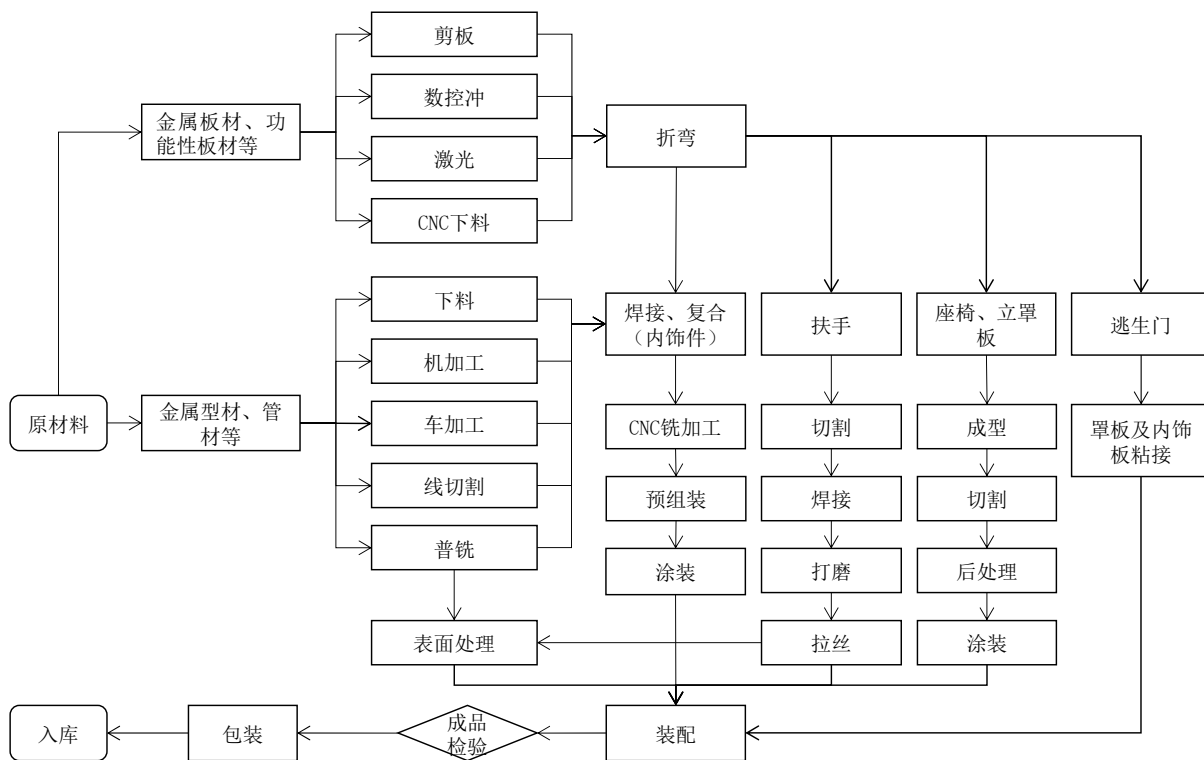 剪板
数控冲
金属板材、功
能性板材等
折弯
激光
CNC下料
下料
焊接、复合
（内饰件）
扶手
座椅、立罩
板
逃生门
机加工
原材料
金属型材、管
材等
车加工
CNC铣加工
切割
成型
罩板及内饰
板粘接
线切割
预组装
焊接
切割
普铣
涂装
打磨
后处理
表面处理
拉丝
涂装
入库
包装
成品
检验
装配